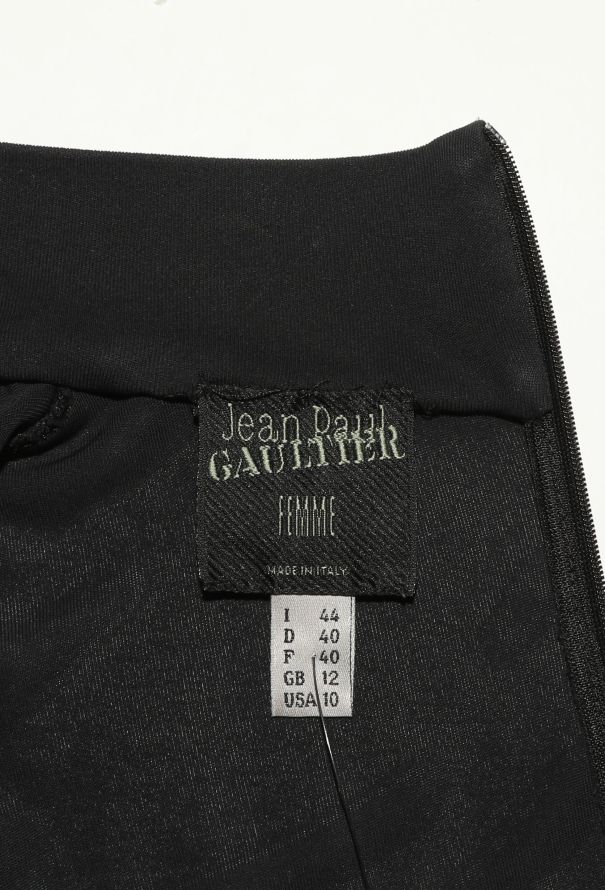 Jean Paul
GAULTIER
FEMME
MADE IN ITALY
I 44
D 40
F 40
GB 12
USA 10